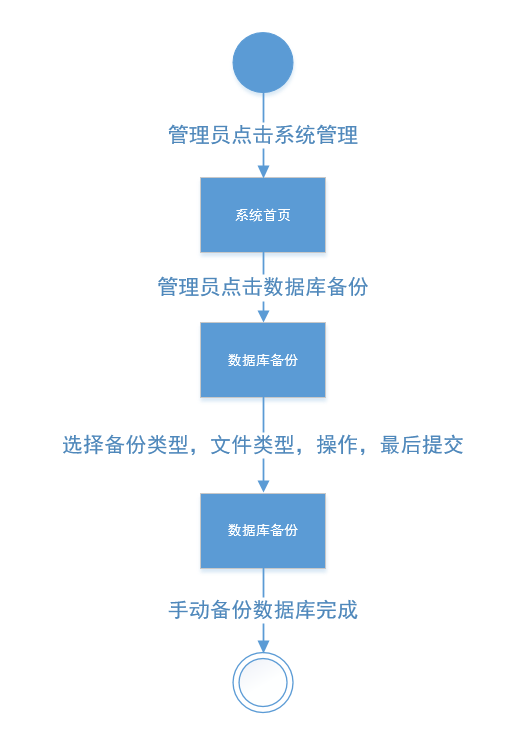 管理员点击系统管理
系统首页
管理员点击数据库备份
数据库备份
选择备份类型，文件类型，操作，最后提交
数据库备份
手动备份数据库完成